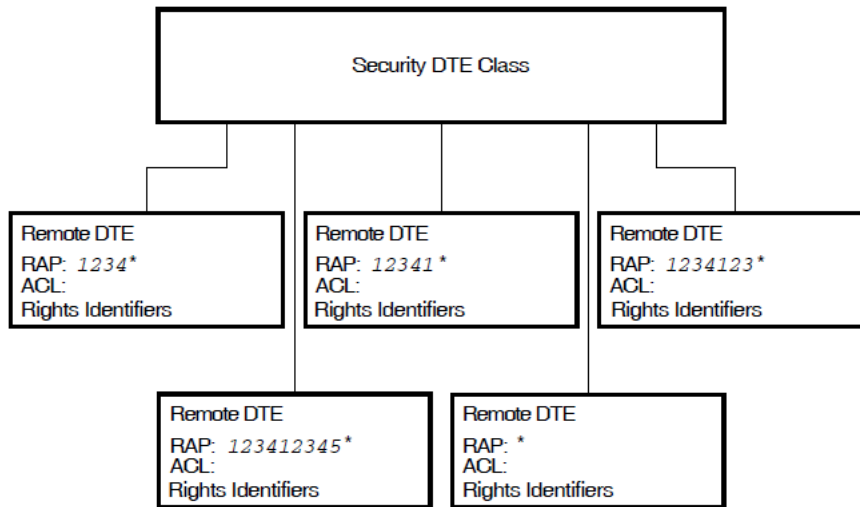 Security DTE Class
Remote DTE
RAP: 1234*
ACL:
Rights Identifiers
Remote DTE
RAP: 12341*
ACL:
Rights Identifiers
Remote DTE
RAP: 1234123*
ACL:
Rights Identifiers
Remote DTE
RAP: 123412345*
ACL:
Rights Identifiers
Remote DTE
RAP: *
ACL:
Rights Identifiers